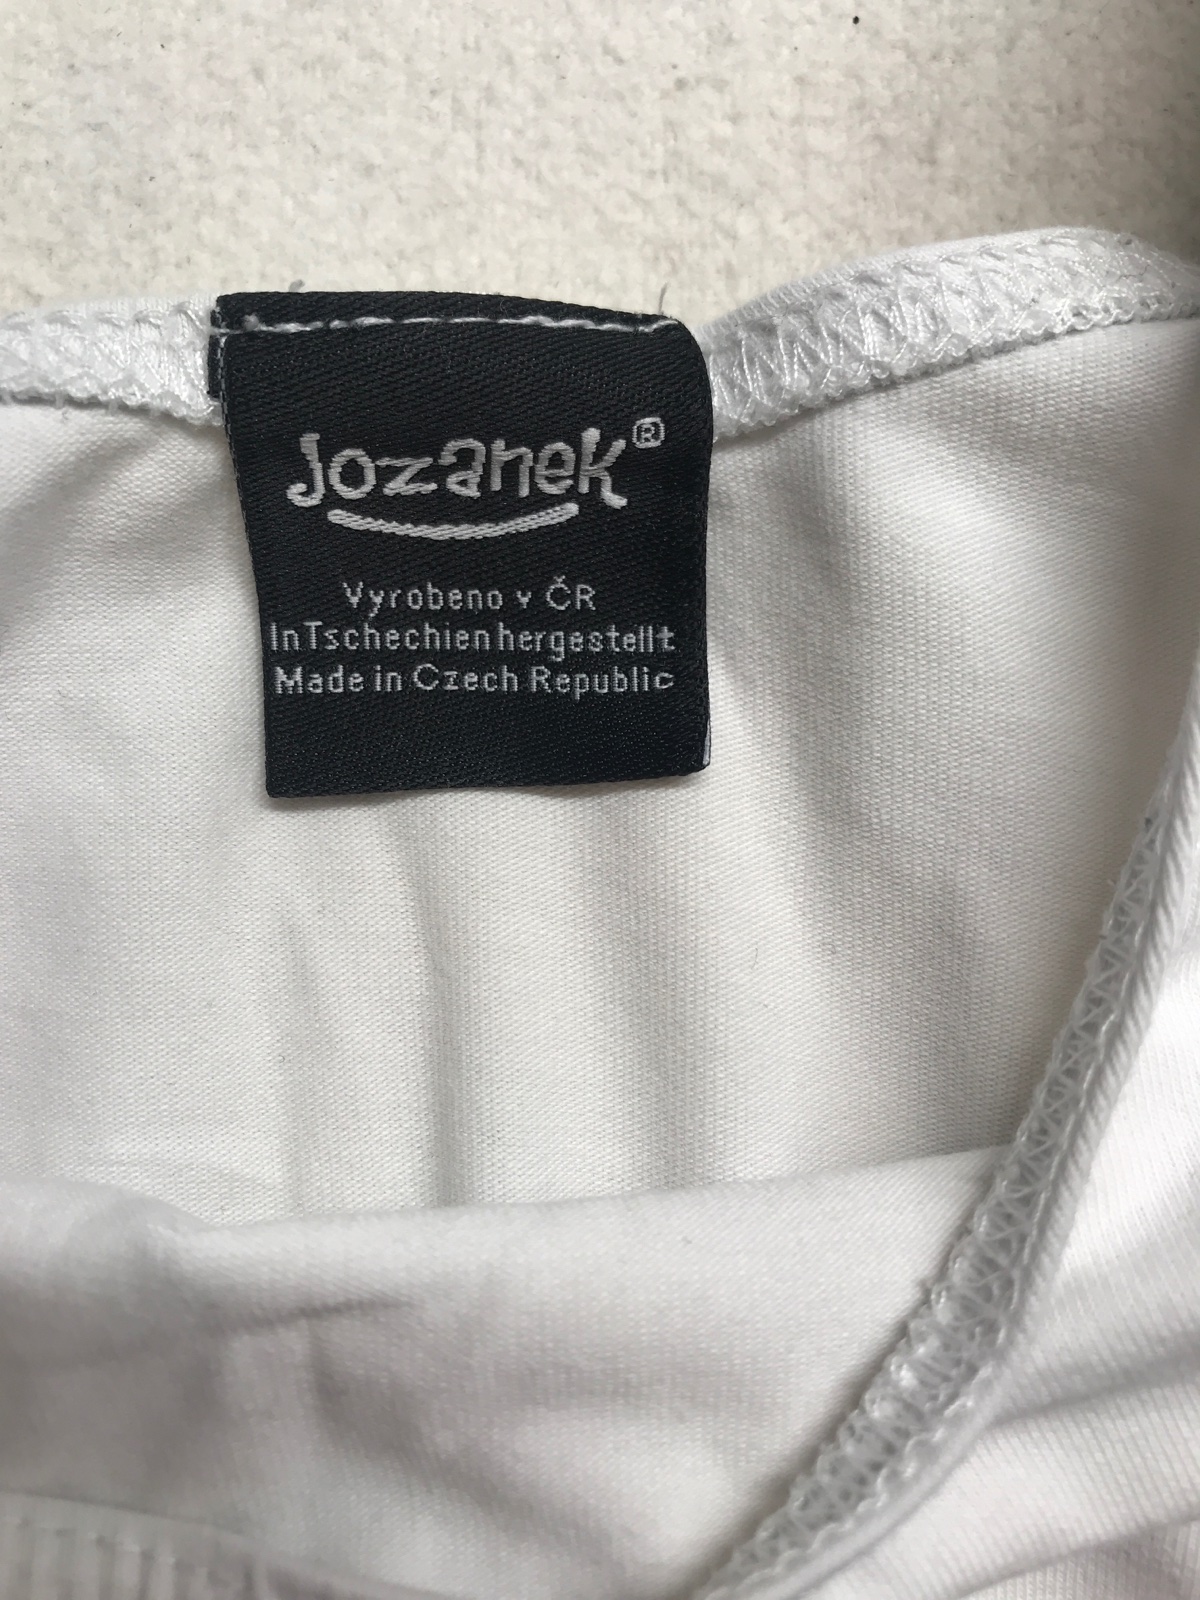 Jozanek®
Vyrobeno v ČR
In Tschechien hergestellt
Made in Czech Republic